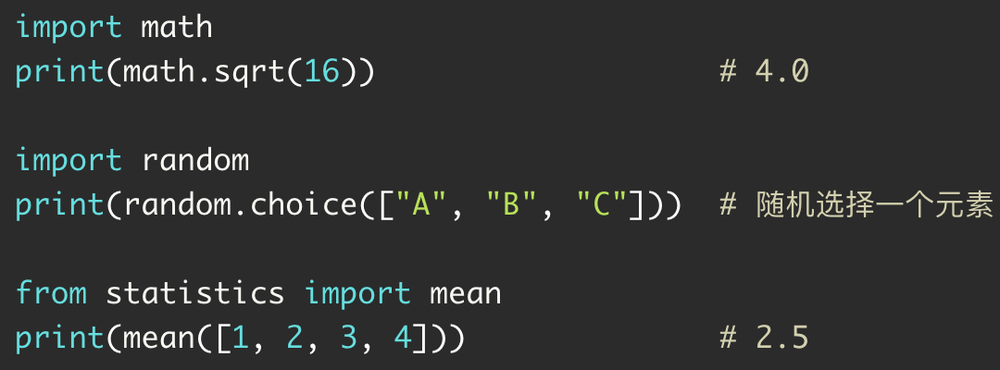 import math
print(math.sqrt(16))                   # 4.0
import random
print(random.choice(["A", "B", "C"]))  # 随机选择一个元素
from statistics import mean
print(mean([1, 2, 3, 4]))              # 2.5